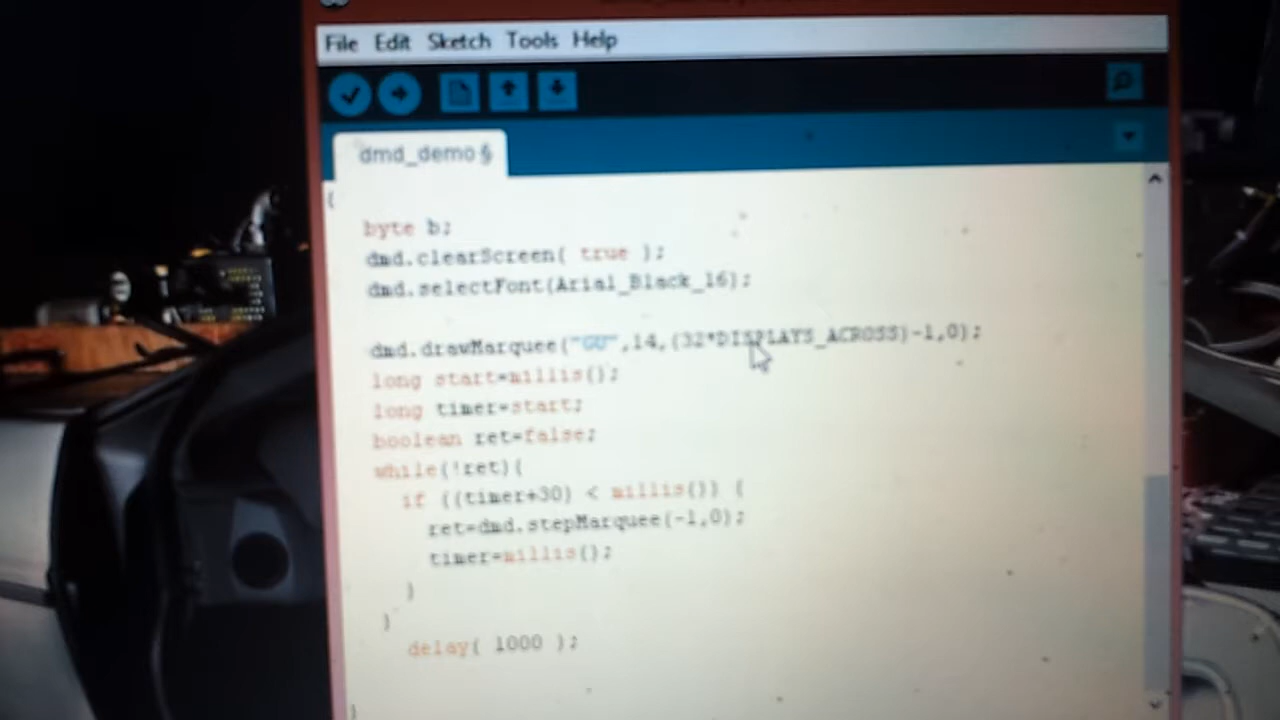 File Edit Sketch Tools Help
dmd_demo §
{
byte b;
dmd.clearScreen( true );
dmd.selectFont(Arial_Black_16);
dmd.drawMarquee("GU",14,(32*DISPLAYS_ACROSS)-1,0);
long start=millis();
long timer=start;
boolean ret=false;
while(!ret){
if ((timer+30) < millis()) {
ret=dmd.stepMarquee(-1,0);
timer=millis();
}
}
delay( 1000 );
}